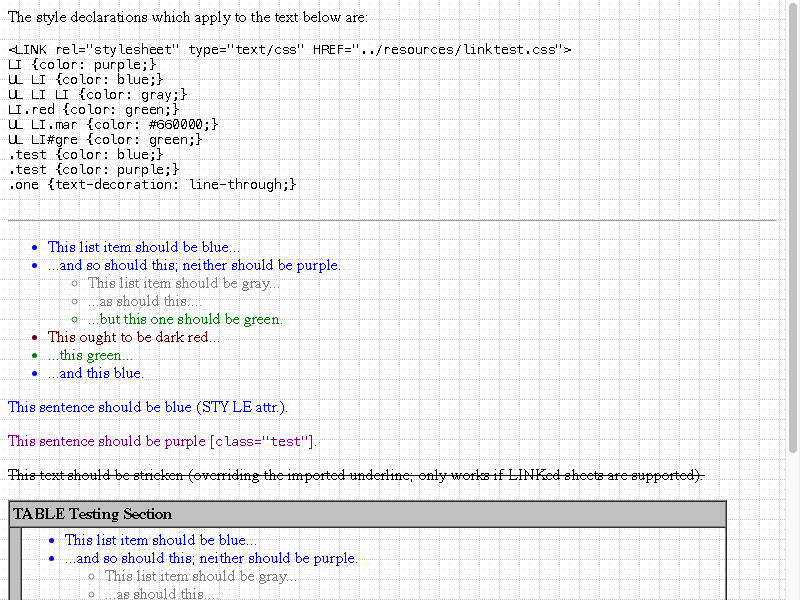 The style declarations which apply to the text below are:
<LINK rel="stylesheet" type="text/css" HREF="../resources/linktest.css">
LI {color: purple;}
UL LI {color: blue;}
UL LI LI {color: gray;}
LI.red {color: green;}
UL LI.mar {color: #660000;}
UL LI#gre {color: green;}
.test {color: blue;}
.test {color: purple;}
.one {text-decoration: line-through;}
This list item should be blue...
...and so should this; neither should be purple.
This list item should be gray...
...as should this....
...but this one should be green.
This ought to be dark red...
...this green...
...and this blue.
This sentence should be blue (STYLE attr.).
This sentence should be purple [class="test"].
This text should be stricken (overriding the imported underline; only works if LINKed sheets are supported).
TABLE Testing Section
This list item should be blue...
...and so should this; neither should be purple.
This list item should be gray...
...as should this....